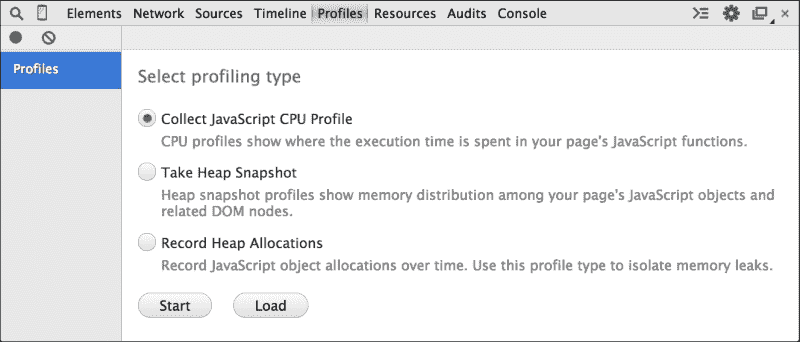 Elements Network Sources Timeline Profiles Resources Audits Console
Profiles
Select profiling type
Collect JavaScript CPU Profile
CPU profiles show where the execution time is spent in your page's JavaScript functions.
Take Heap Snapshot
Heap snapshot profiles show memory distribution among your page's JavaScript objects and
related DOM nodes.
Record Heap Allocations
Record JavaScript object allocations over time. Use this profile type to isolate memory leaks.
Start Load